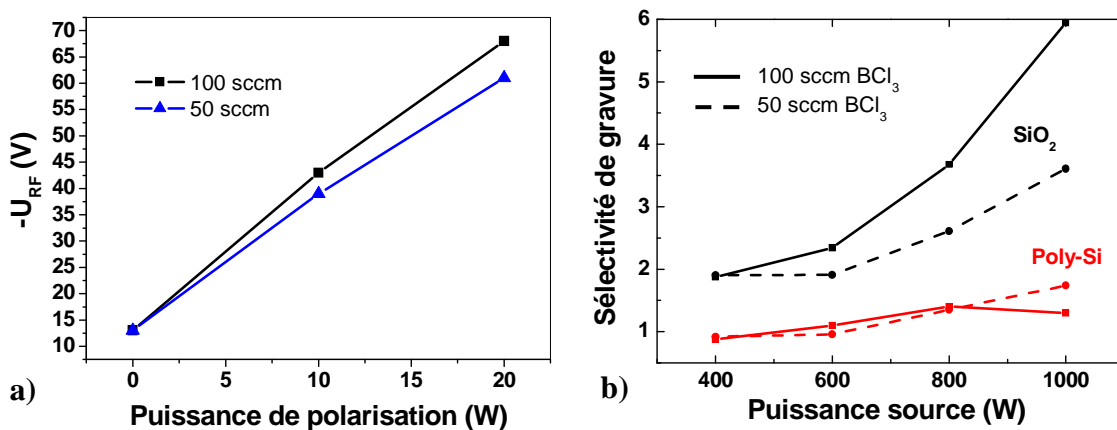 70
65
60
55
50
45
40
35
30
25
20
15
10
-U_RF (V)
100 sccm
50 sccm
0 5 10 15 20
Puissance de polarisation (W)
a)
6
5
4
3
2
1
Sélectivité de gravure
100 sccm BCl₃
50 sccm BCl₃
SiO₂
Poly-Si
400 600 800 1000
Puissance source (W)
b)